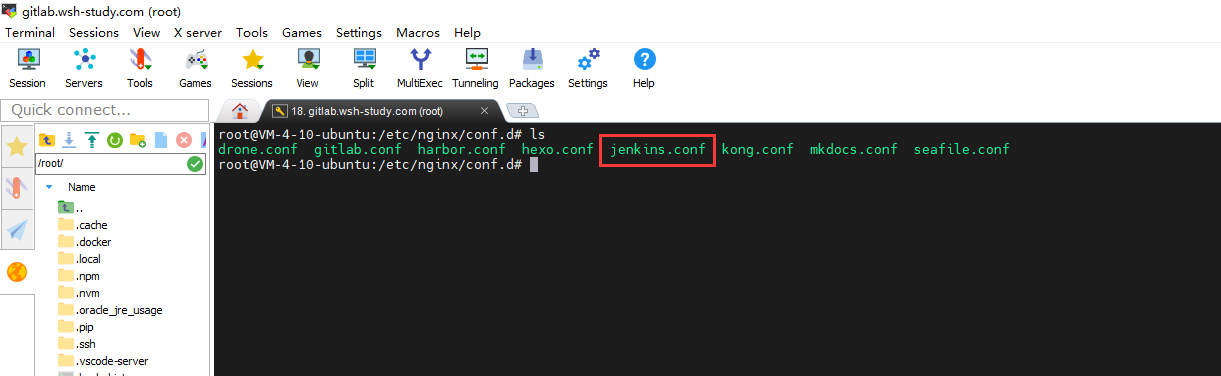 gitlab.wsh-study.com (root)
Terminal Sessions View X server Tools Games Settings Macros Help
Session Servers Tools Games Sessions View Split MultiExec Tunneling Packages Settings Help
Quick connect...
18. gitlab.wsh-study.com (root)
/root/
Name
..
.cache
.docker
.local
.npm
.nvm
.oracle_jre_usage
.pip
.ssh
.vscode-server
root@VM-4-10-ubuntu:/etc/nginx/conf.d# ls
drone.conf gitlab.conf harbor.conf hexo.conf jenkins.conf kong.conf mkdocs.conf seafile.conf
root@VM-4-10-ubuntu:/etc/nginx/conf.d#